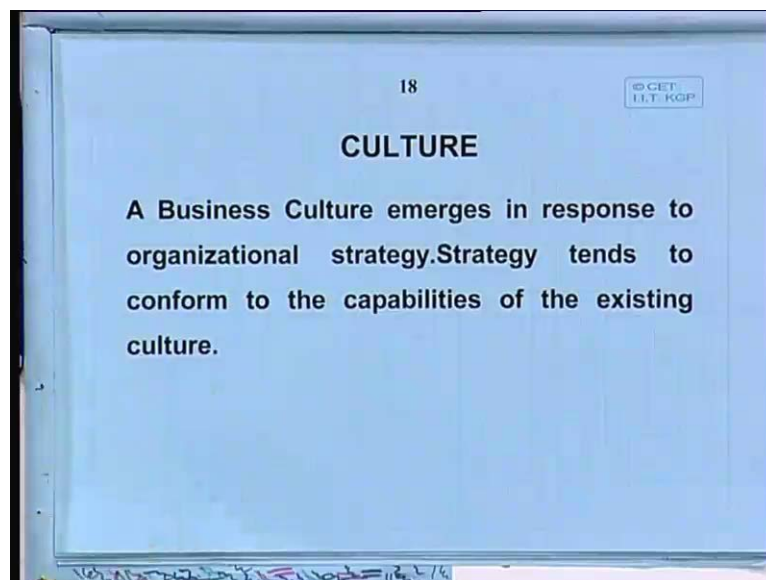 18
© CET
I.I.T. KGP
CULTURE
A Business Culture emerges in response to
organizational strategy.Strategy tends to
conform to the capabilities of the existing
culture.